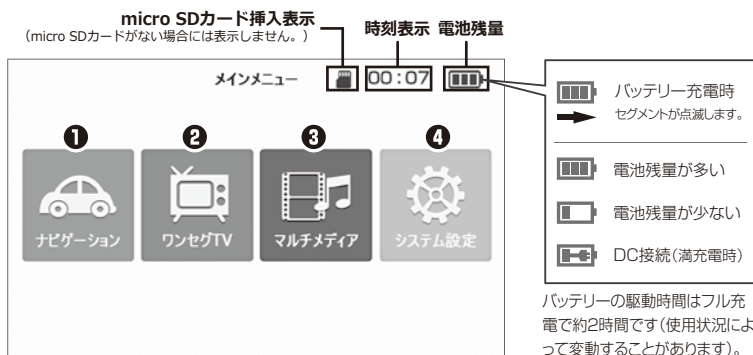 micro SDカード挿入表示
(micro SDカードがない場合には表示しません。)
時刻表示 電池残量
メインメニュー 00:07
❶ ❷ ❸ ❹
ナビゲーション ワンセグTV マルチメディア システム設定
バッテリー充電時
セグメントが点滅します。
電池残量が多い
電池残量が少ない
DC接続(満充電時)
バッテリーの駆動時間はフル充
電で約2時間です(使用状況によ
って変動することがあります)。